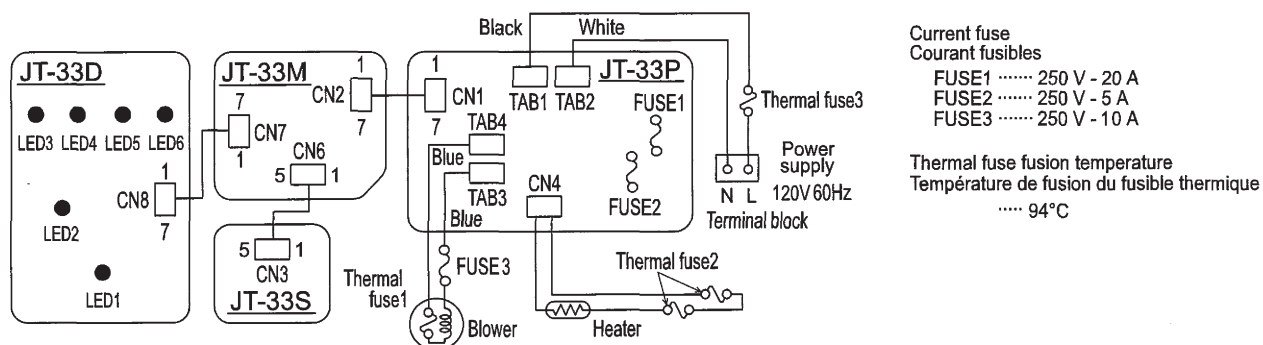 JT-33D
LED3 LED4 LED5 LED6
LED2
LED1
CN8
1
7
JT-33M
7
CN7
1
1
CN2
7
CN6
5 1
5 1
CN3
JT-33S
Black
White
JT-33P
1
CN1
7
TAB1
TAB2
FUSE1
TAB4
Blue
TAB3
Blue
CN4
FUSE2
Thermal fuse3
Power
supply
120V 60Hz
N L
Terminal block
FUSE3
Thermal
fuse1
Blower
Thermal fuse2
Heater
Current fuse
Courant fusibles
FUSE1 ······ 250 V - 20 A
FUSE2 ······ 250 V - 5 A
FUSE3 ······ 250 V - 10 A
Thermal fuse fusion temperature
Température de fusion du fusible thermique
····· 94°C